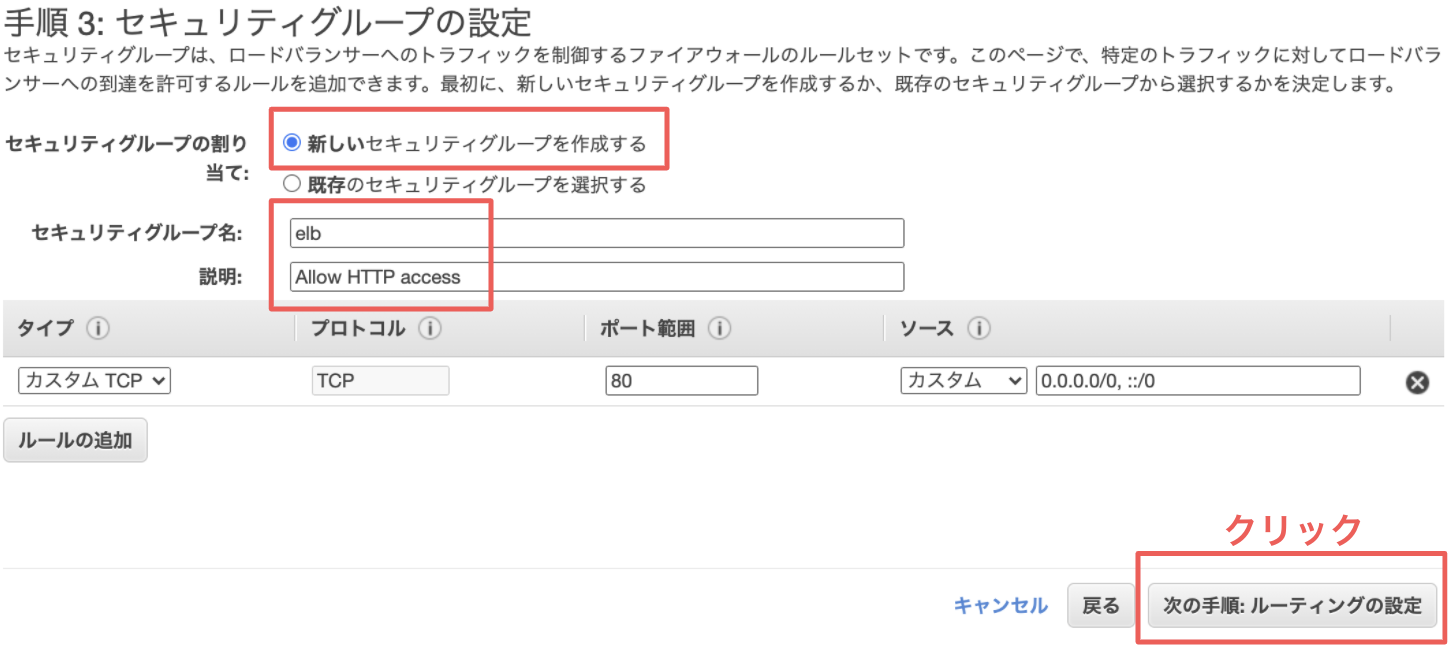 手順 3: セキュリティグループの設定
セキュリティグループは、ロードバランサーへのトラフィックを制御するファイアウォールのルールセットです。このページで、特定のトラフィックに対してロードバラ
ンサーへの到達を許可するルールを追加できます。最初に、新しいセキュリティグループを作成するか、既存のセキュリティグループから選択するかを決定します。
セキュリティグループの割り
当て:
新しいセキュリティグループを作成する
既存のセキュリティグループを選択する
セキュリティグループ名: elb
説明: Allow HTTP access
タイプ i プロトコル i ポート範囲 i ソース i
カスタム TCP TCP 80 カスタム 0.0.0.0/0, ::/0
ルールの追加
クリック
キャンセル 戻る 次の手順: ルーティングの設定